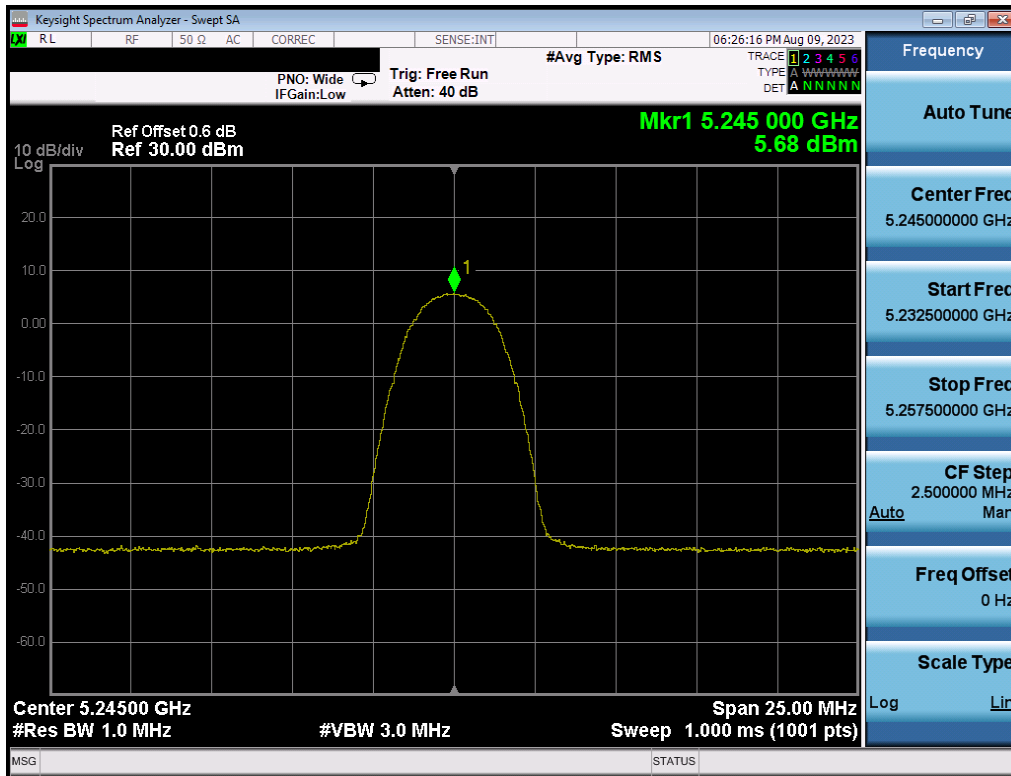 Keysight Spectrum Analyzer - Swept SA
LXI RL RF 50 Ω AC CORREC SENSE:INT 06:26:16 PM Aug 09, 2023
#Avg Type: RMS
TRACE 1 2 3 4 5 6
TYPE A WWWWWW
DET A N N N N N
PNO: Wide
IFGain:Low
Trig: Free Run
Atten: 40 dB
Mkr1 5.245 000 GHz
5.68 dBm
Ref Offset 0.6 dB
10 dB/div Ref 30.00 dBm
Log
20.0
10.0
0.00
-10.0
-20.0
-30.0
-40.0
-50.0
-60.0
1
Center 5.24500 GHz
Span 25.00 MHz
#Res BW 1.0 MHz
#VBW 3.0 MHz
Sweep 1.000 ms (1001 pts)
MSG
STATUS
Frequency
Auto Tune
Center Freq
5.245000000 GHz
Start Freq
5.232500000 GHz
Stop Freq
5.257500000 GHz
CF Step
2.500000 MHz
Auto Man
Freq Offset
0 Hz
Scale Type
Log Lin